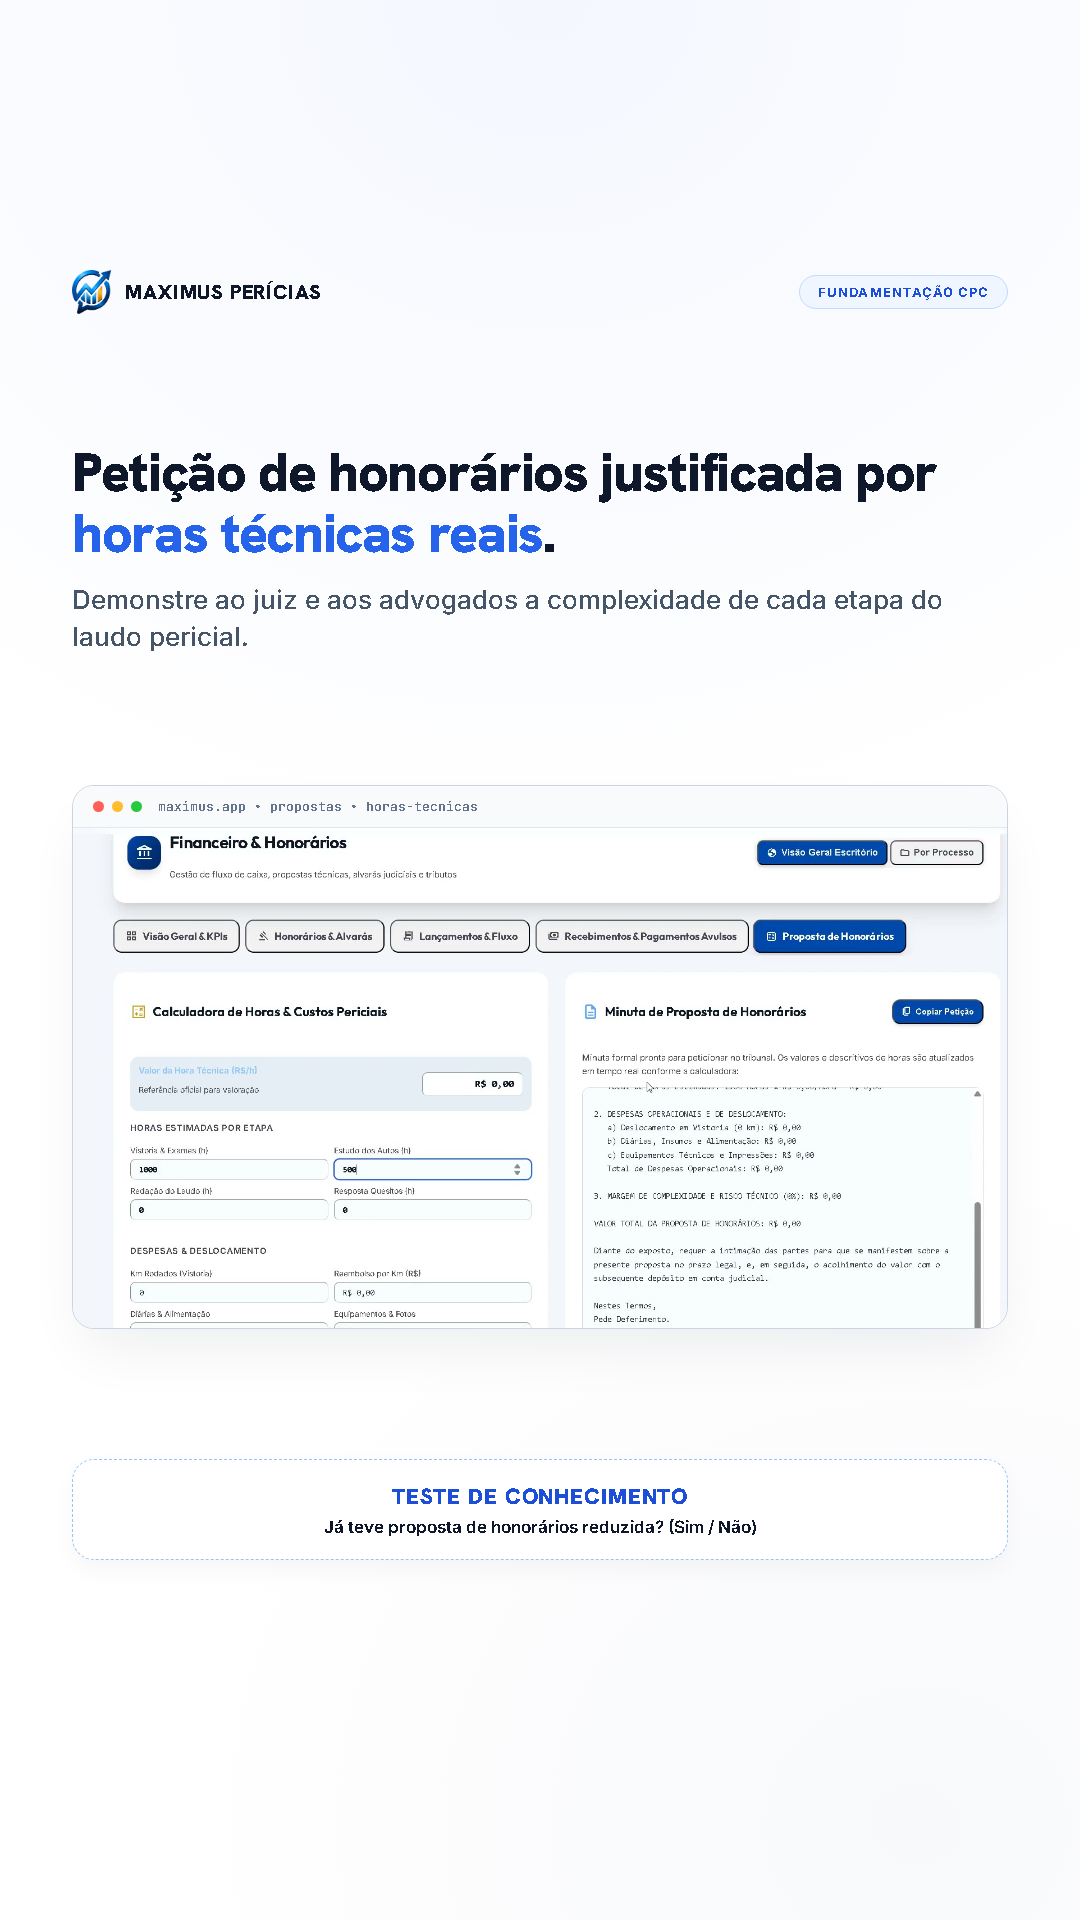 MAXIMUS PERÍCIAS
FUNDAMENTAÇÃO CPC
Petição de honorários justificada por
horas técnicas reais.
Demonstre ao juiz e aos advogados a complexidade de cada etapa do
laudo pericial.
maximus.app • propostas • horas-tecnicas
Financeiro & Honorários
Gestão de fluxo de caixa, propostas técnicas, alvarás judiciais e tributos
Visão Geral Escritório
Por Processo
Visão Geral & KPIs
Honorários & Alvarás
Lançamentos & Fluxo
Recebimentos & Pagamentos Avulsos
Proposta de Honorários
Calculadora de Horas & Custos Periciais
Valor da Hora Técnica (R$/h)
Referência oficial para valoração
R$ 0,00
HORAS ESTIMADAS POR ETAPA
Vistoria & Exames (h)
Estudo dos Autos (h)
1000
500
Redação do Laudo (h)
Resposta Quesitos (h)
0
0
DESPESAS & DESLOCAMENTO
Km Rodados (Vistoria)
Reembolso por Km (R$)
0
R$ 0,00
Diárias & Alimentação
Equipamentos & Fotos
Minuta de Proposta de Honorários
Copiar Petição
Minuta formal pronta para peticionar no tribunal. Os valores e descritivos de horas são atualizados
em tempo real conforme a calculadora:
2. DESPESAS OPERACIONAIS E DE DESLOCAMENTO:
a) Deslocamento em Vistoria (0 km): R$ 0,00
b) Diárias, Insumos e Alimentação: R$ 0,00
c) Equipamentos Técnicos e Impressões: R$ 0,00
Total de Despesas Operacionais: R$ 0,00
3. MARGEM DE COMPLEXIDADE E RISCO TÉCNICO (0%): R$ 0,00
VALOR TOTAL DA PROPOSTA DE HONORÁRIOS: R$ 0,00
Diante do exposto, requer a intimação das partes para que se manifestem sobre a
presente proposta no prazo legal, e, em seguida, o acolhimento do valor com o
subsequente depósito em conta judicial.
Nestes Termos,
Pede Deferimento.
TESTE DE CONHECIMENTO
Já teve proposta de honorários reduzida? (Sim / Não)